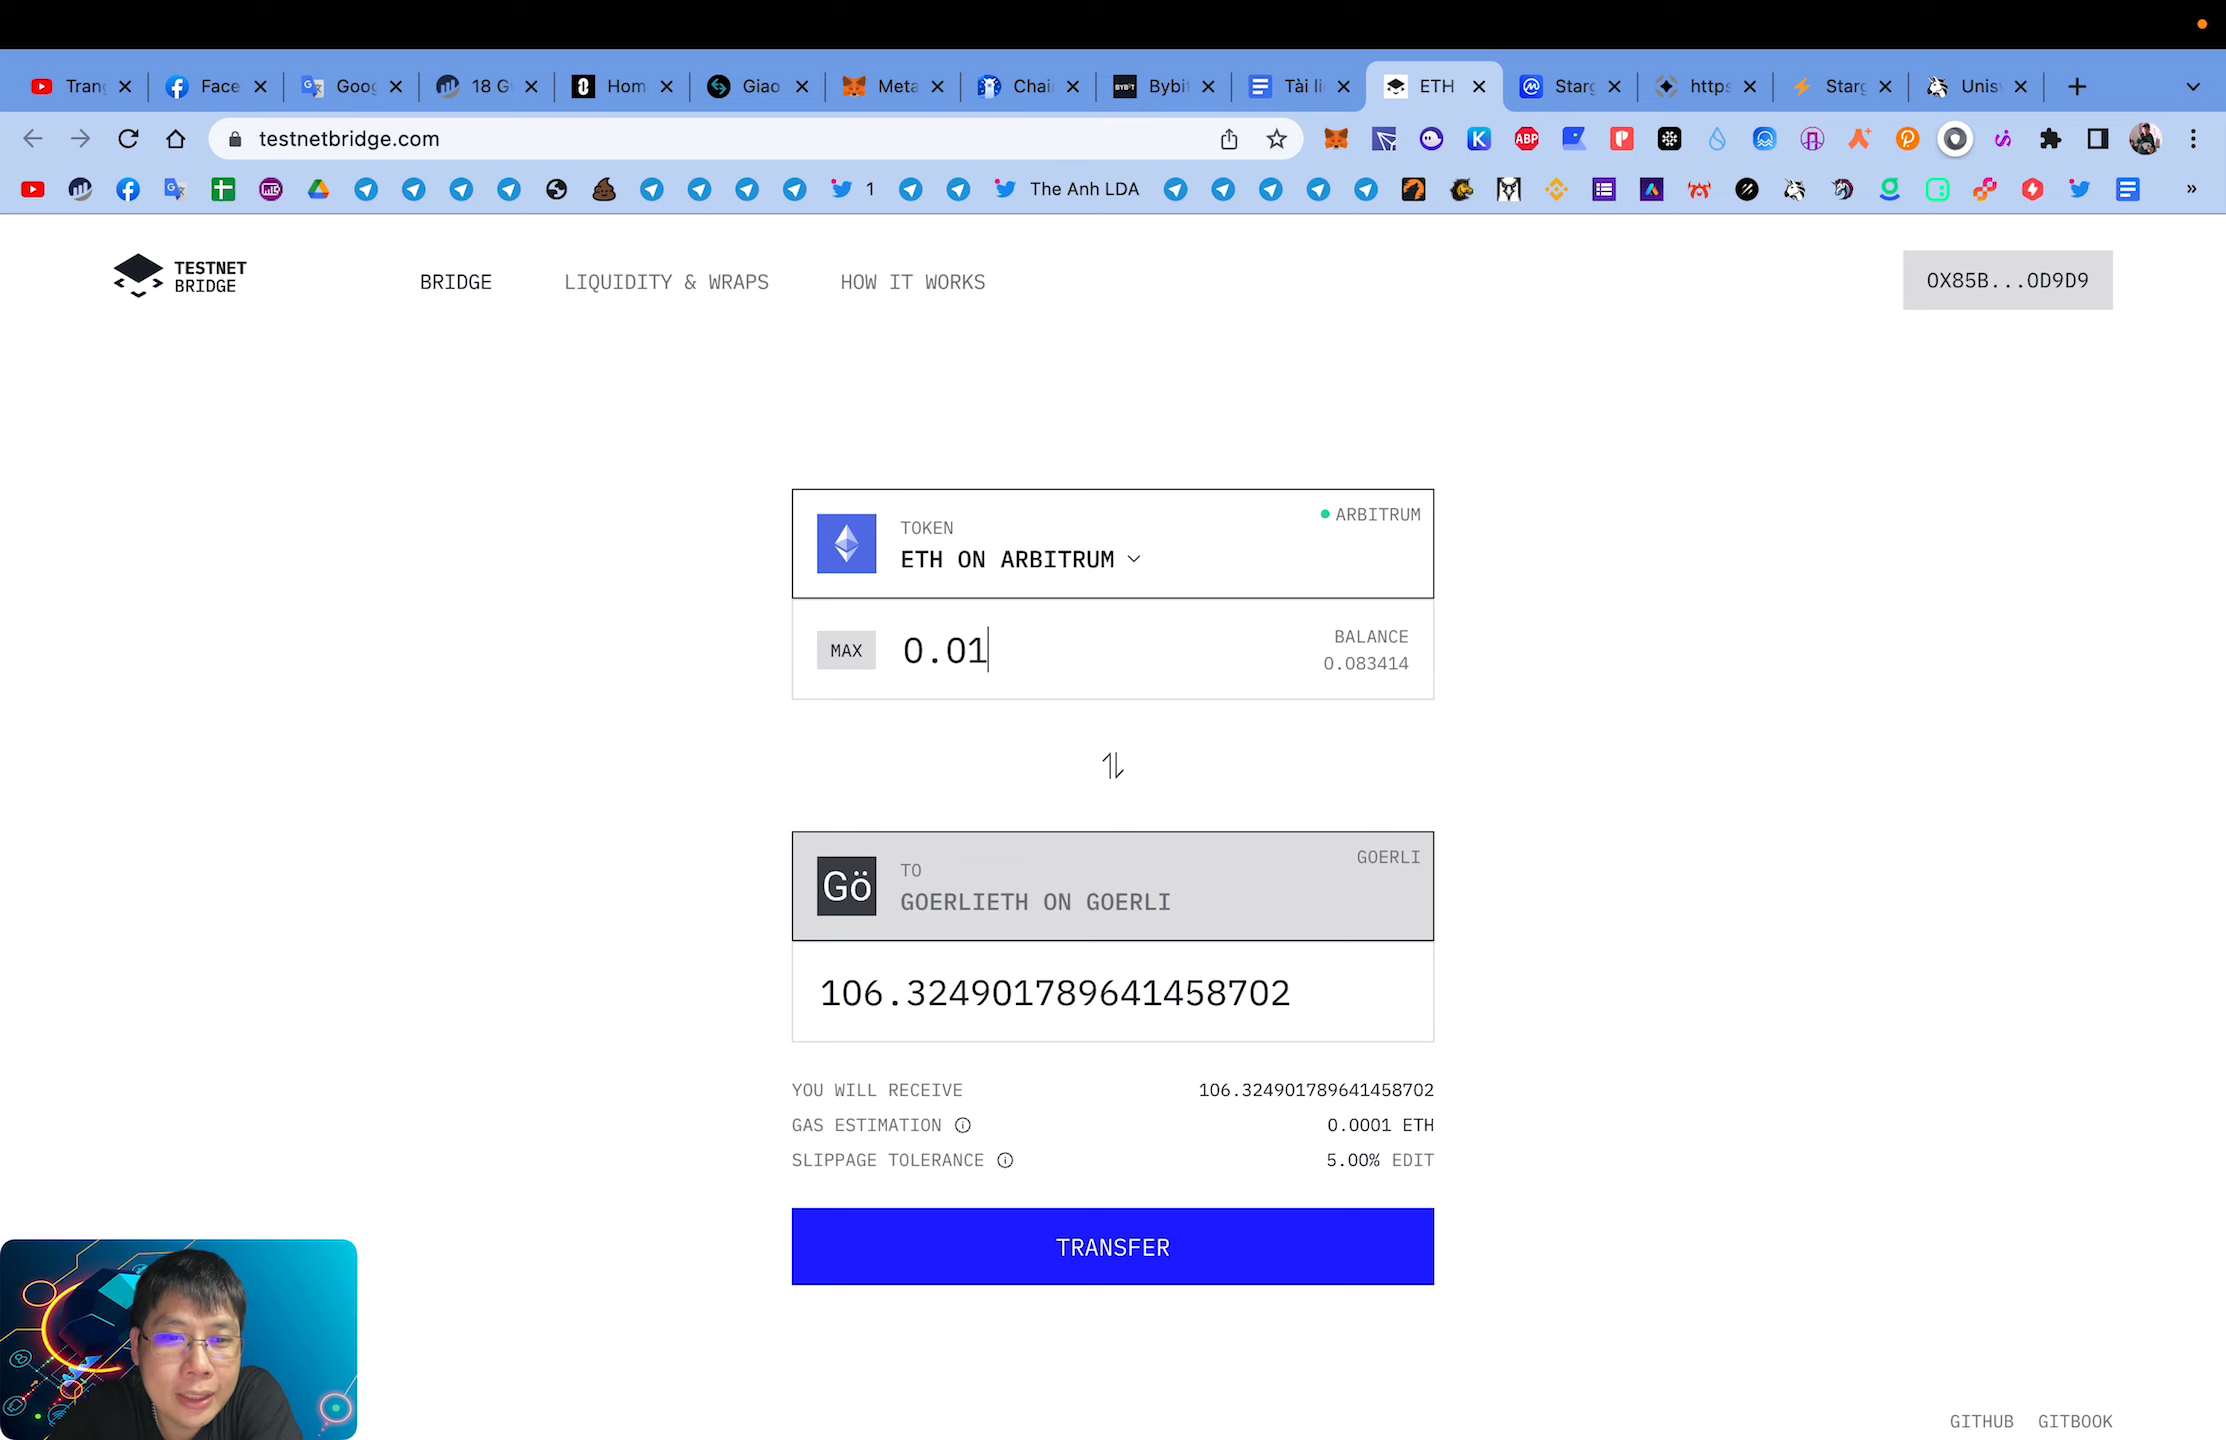 Tran
Face
Goog
18 G
Hom
Giao
Meta
Chai
Bybit
Tài li
ETH
Starg
https
Starg
Unis
testnetbridge.com
ABP
1
The Anh LDA
TESTNET
BRIDGE
BRIDGE
LIQUIDITY & WRAPS
HOW IT WORKS
0X85B...0D9D9
ARBITRUM
TOKEN
ETH ON ARBITRUM
MAX
0.01
BALANCE
0.083414
GOERLI
Gö
TO
GOERLIETH ON GOERLI
106.324901789641458702
YOU WILL RECEIVE 106.324901789641458702
GAS ESTIMATION 0.0001 ETH
SLIPPAGE TOLERANCE 5.00% EDIT
TRANSFER
GITHUB GITBOOK